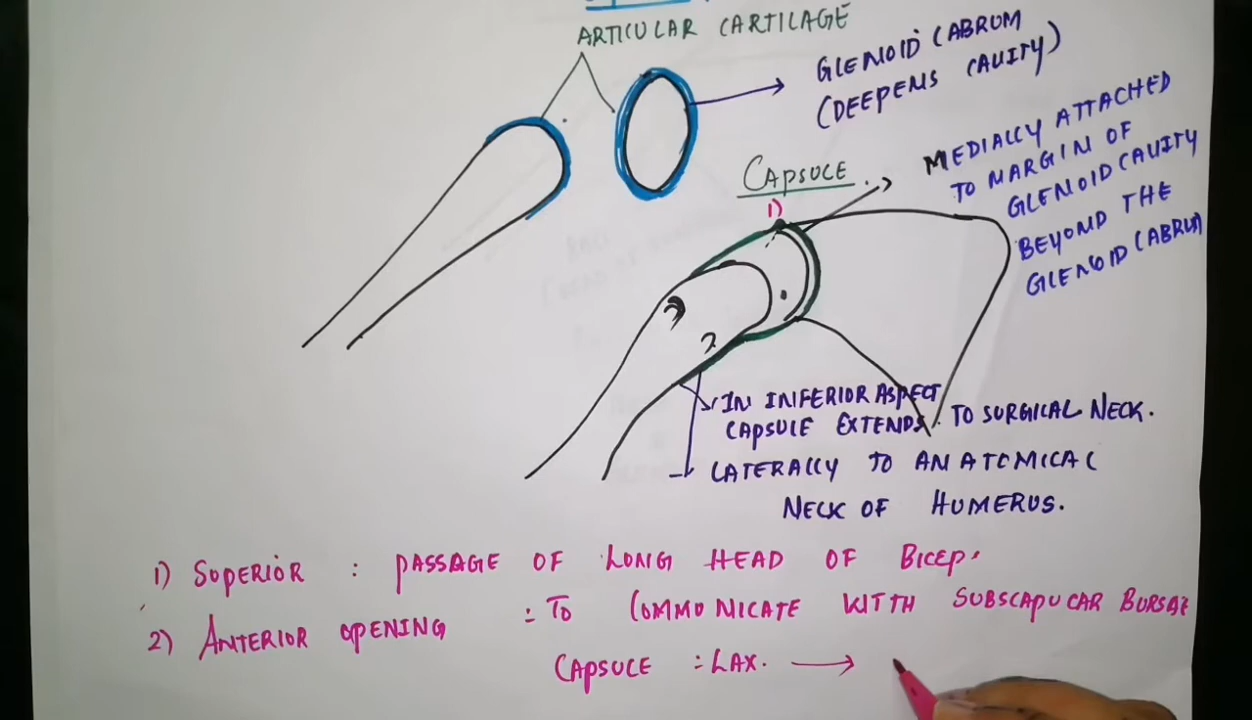 ARTICULAR CARTILAGE
GLENOID LABRUM
(DEEPENS CAVITY)
CAPSULE
MEDIALLY ATTACHED
TO MARGIN OF
GLENOID CAVITY
BEYOND THE
GLENOID LABRUM
1)
2
IN INFERIOR ASPECT
CAPSULE EXTENDS TO SURGICAL NECK.
LATERALLY TO ANATOMICAL
NECK OF HUMERUS.
1) SUPERIOR : PASSAGE OF LONG HEAD OF BICEP.
2) ANTERIOR OPENING : TO COMMONICATE WITH SUBSCAPULAR BURSAE
CAPSULE : LAX. →